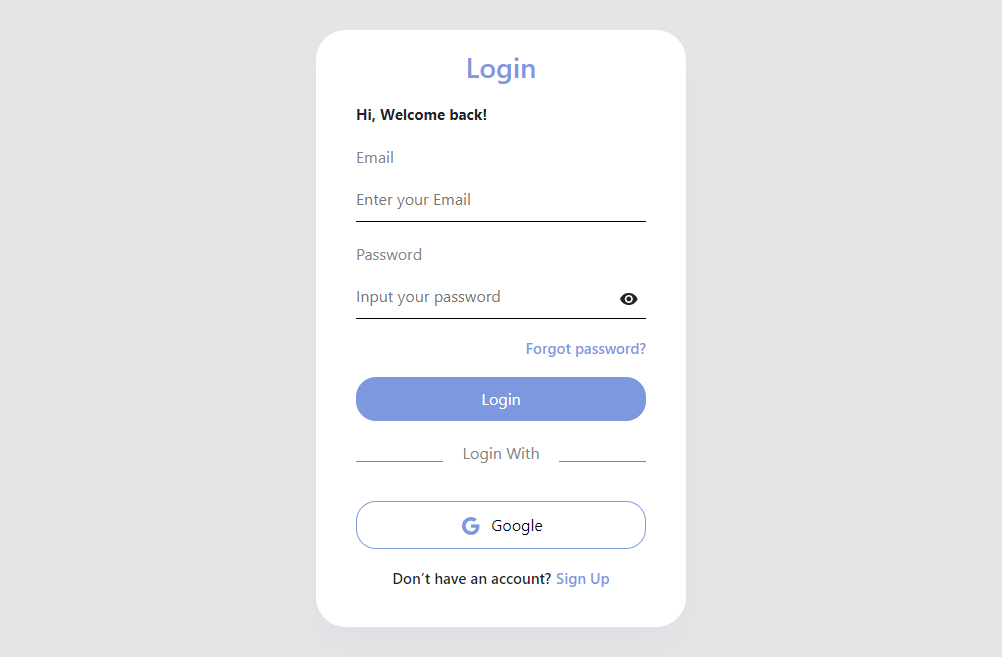 Login
Hi, Welcome back!
Email
Enter your Email
Password
Input your password
Forgot password?
Login
Login With
Google
Don’t have an account? Sign Up